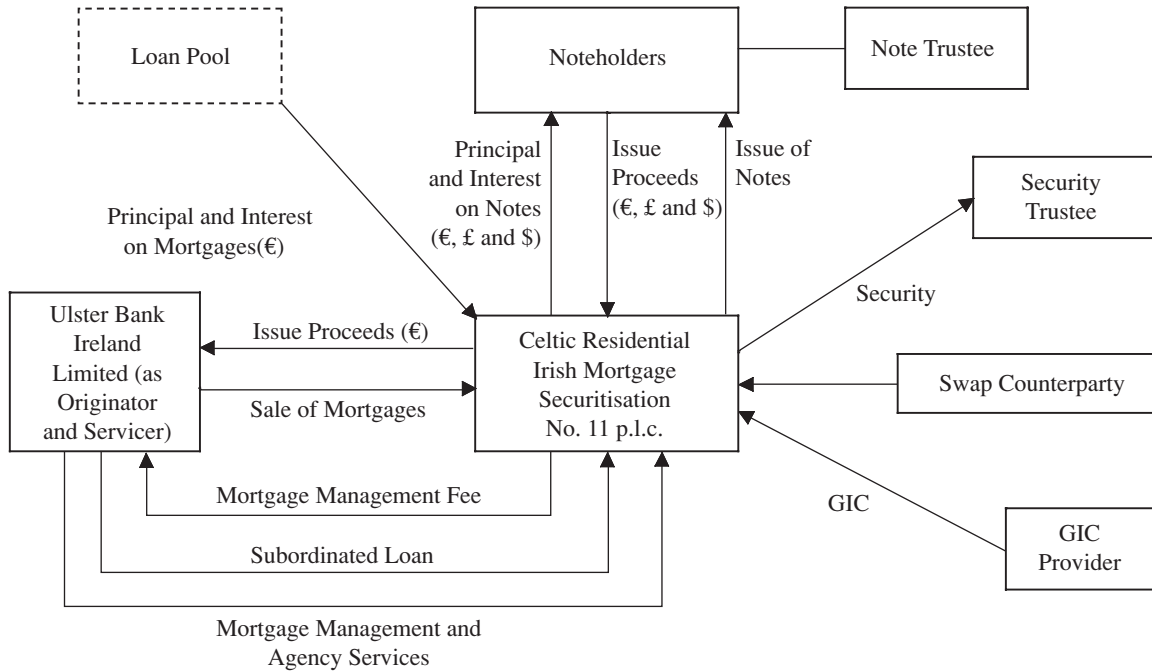 Loan Pool
Noteholders
Note Trustee
Principal
and Interest
on Notes
(€, £ and $)
Issue
Proceeds
(€, £ and $)
Issue of
Notes
Security
Trustee
Principal and Interest
on Mortgages(€)
Security
Ulster Bank
Ireland
Limited (as
Originator
and Servicer)
Issue Proceeds (€)
Sale of Mortgages
Celtic Residential
Irish Mortgage
Securitisation
No. 11 p.l.c.
Swap Counterparty
Mortgage Management Fee
GIC
Subordinated Loan
GIC
Provider
Mortgage Management and
Agency Services